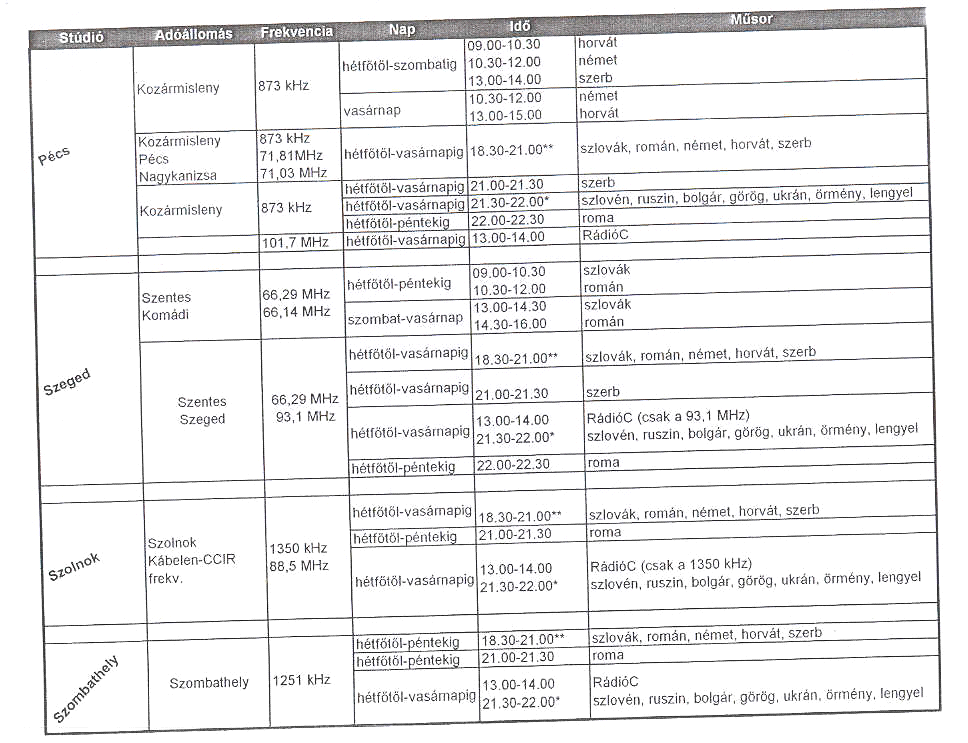 Stúdió Adóállomás Frekvencia Nap Idő Műsor
Pécs Kozármisleny 873 kHz hétfőtől-szombatig 09.00-10.30 horvát
10.30-12.00 német
13.00-14.00 szerb
vasárnap 10.30-12.00 német
13.00-15.00 horvát
Kozármisleny 873 kHz
Pécs 71,81MHz hétfőtől-vasárnapig 18.30-21.00** szlovák, román, német, horvát, szerb
Nagykanizsa 71,03 MHz
Kozármisleny 873 kHz hétfőtől-vasárnapig 21.00-21.30 szerb
hétfőtől-vasárnapig 21.30-22.00* szlovén, ruszin, bolgár, görög, ukrán, örmény, lengyel
hétfőtől-péntekig 22.00-22.30 roma
101,7 MHz hétfőtől-vasárnapig 13.00-14.00 RádióC
Szeged Szentes 66,29 MHz hétfőtől-péntekig 09.00-10.30 szlovák
Komádi 66,14 MHz 10.30-12.00 román
szombat-vasárnap 13.00-14.30 szlovák
14.30-16.00 román
hétfőtől-vasárnapig 18.30-21.00** szlovák, román, német, horvát, szerb
Szentes 66,29 MHz hétfőtől-vasárnapig 21.00-21.30 szerb
Szeged 93,1 MHz
hétfőtől-vasárnapig 13.00-14.00 RádióC (csak a 93,1 MHz)
21.30-22.00* szlovén, ruszin, bolgár, görög, ukrán, örmény, lengyel
hétfőtől-péntekig 22.00-22.30 roma
Szolnok hétfőtől-vasárnapig 18.30-21.00** szlovák, román, német, horvát, szerb
Szolnok 1350 kHz hétfőtől-péntekig 21.00-21.30 roma
Kábelen-CCIR 88,5 MHz hétfőtől-vasárnapig 13.00-14.00 RádióC (csak a 1350 kHz)
frekv. 21.30-22.00* szlovén, ruszin, bolgár, görög, ukrán, örmény, lengyel
Szombathely Szombathely 1251 kHz hétfőtől-péntekig 18.30-21.00** szlovák, román, német, horvát, szerb
hétfőtől-péntekig 21.00-21.30 roma
hétfőtől-vasárnapig 13.00-14.00 RádióC
21.30-22.00* szlovén, ruszin, bolgár, görög, ukrán, örmény, lengyel